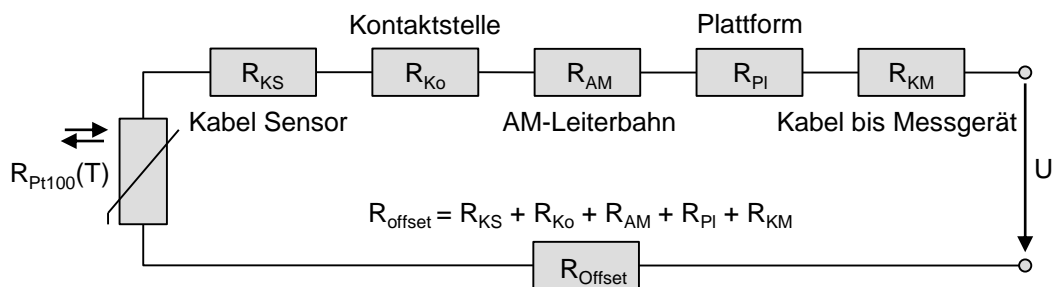 Kontaktstelle
Plattform
R_KS
R_Ko
R_AM
R_Pl
R_KM
Kabel Sensor
AM-Leiterbahn
Kabel bis Messgerät
R_Pt100(T)
U
R_offset = R_KS + R_Ko + R_AM + R_Pl + R_KM
R_Offset